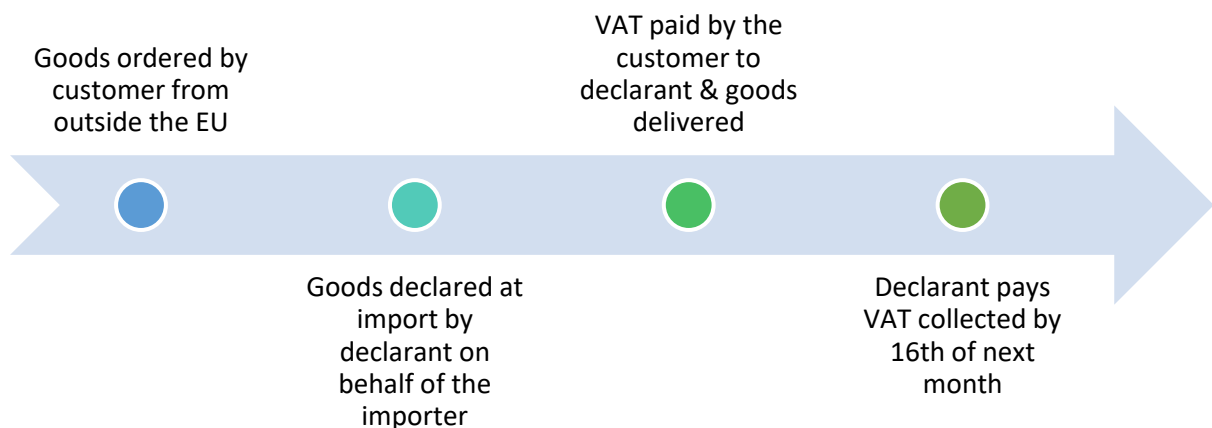 Goods ordered by
customer from
outside the EU
Goods declared at
import by
declarant on
behalf of the
importer
VAT paid by the
customer to
declarant & goods
delivered
Declarant pays
VAT collected by
16th of next
month